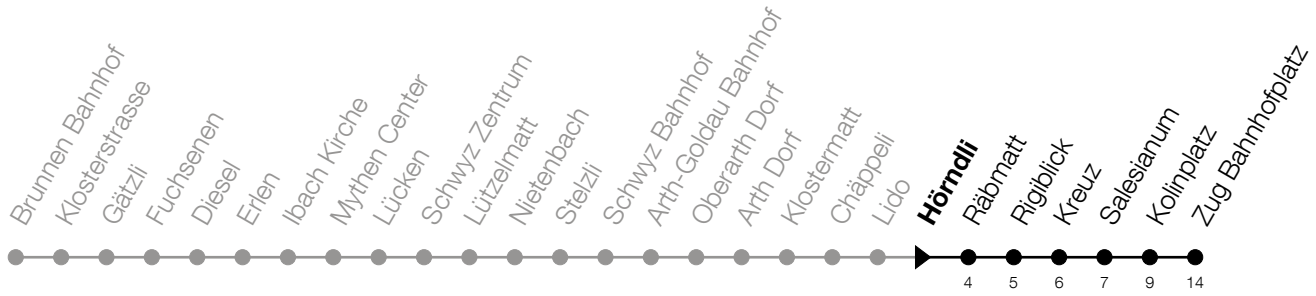 Brunnen Bahnhof
Klosterstrasse
Gätzli
Fuchsenen
Diesel
Erlen
Ibach Kirche
Mythen Center
Lücken
Schwyz Zentrum
Lützelmatt
Nietenbach
Stelzli
Schwyz Bahnhof
Arth-Goldau Bahnhof
Oberarth Dorf
Arth Dorf
Klostermatt
Chäppeli
Lido
Hörndli
Räbmatt
Rigiblick
Kreuz
Salesianum
Kolinplatz
Zug Bahnhofplatz
4 5 6 7 9 14